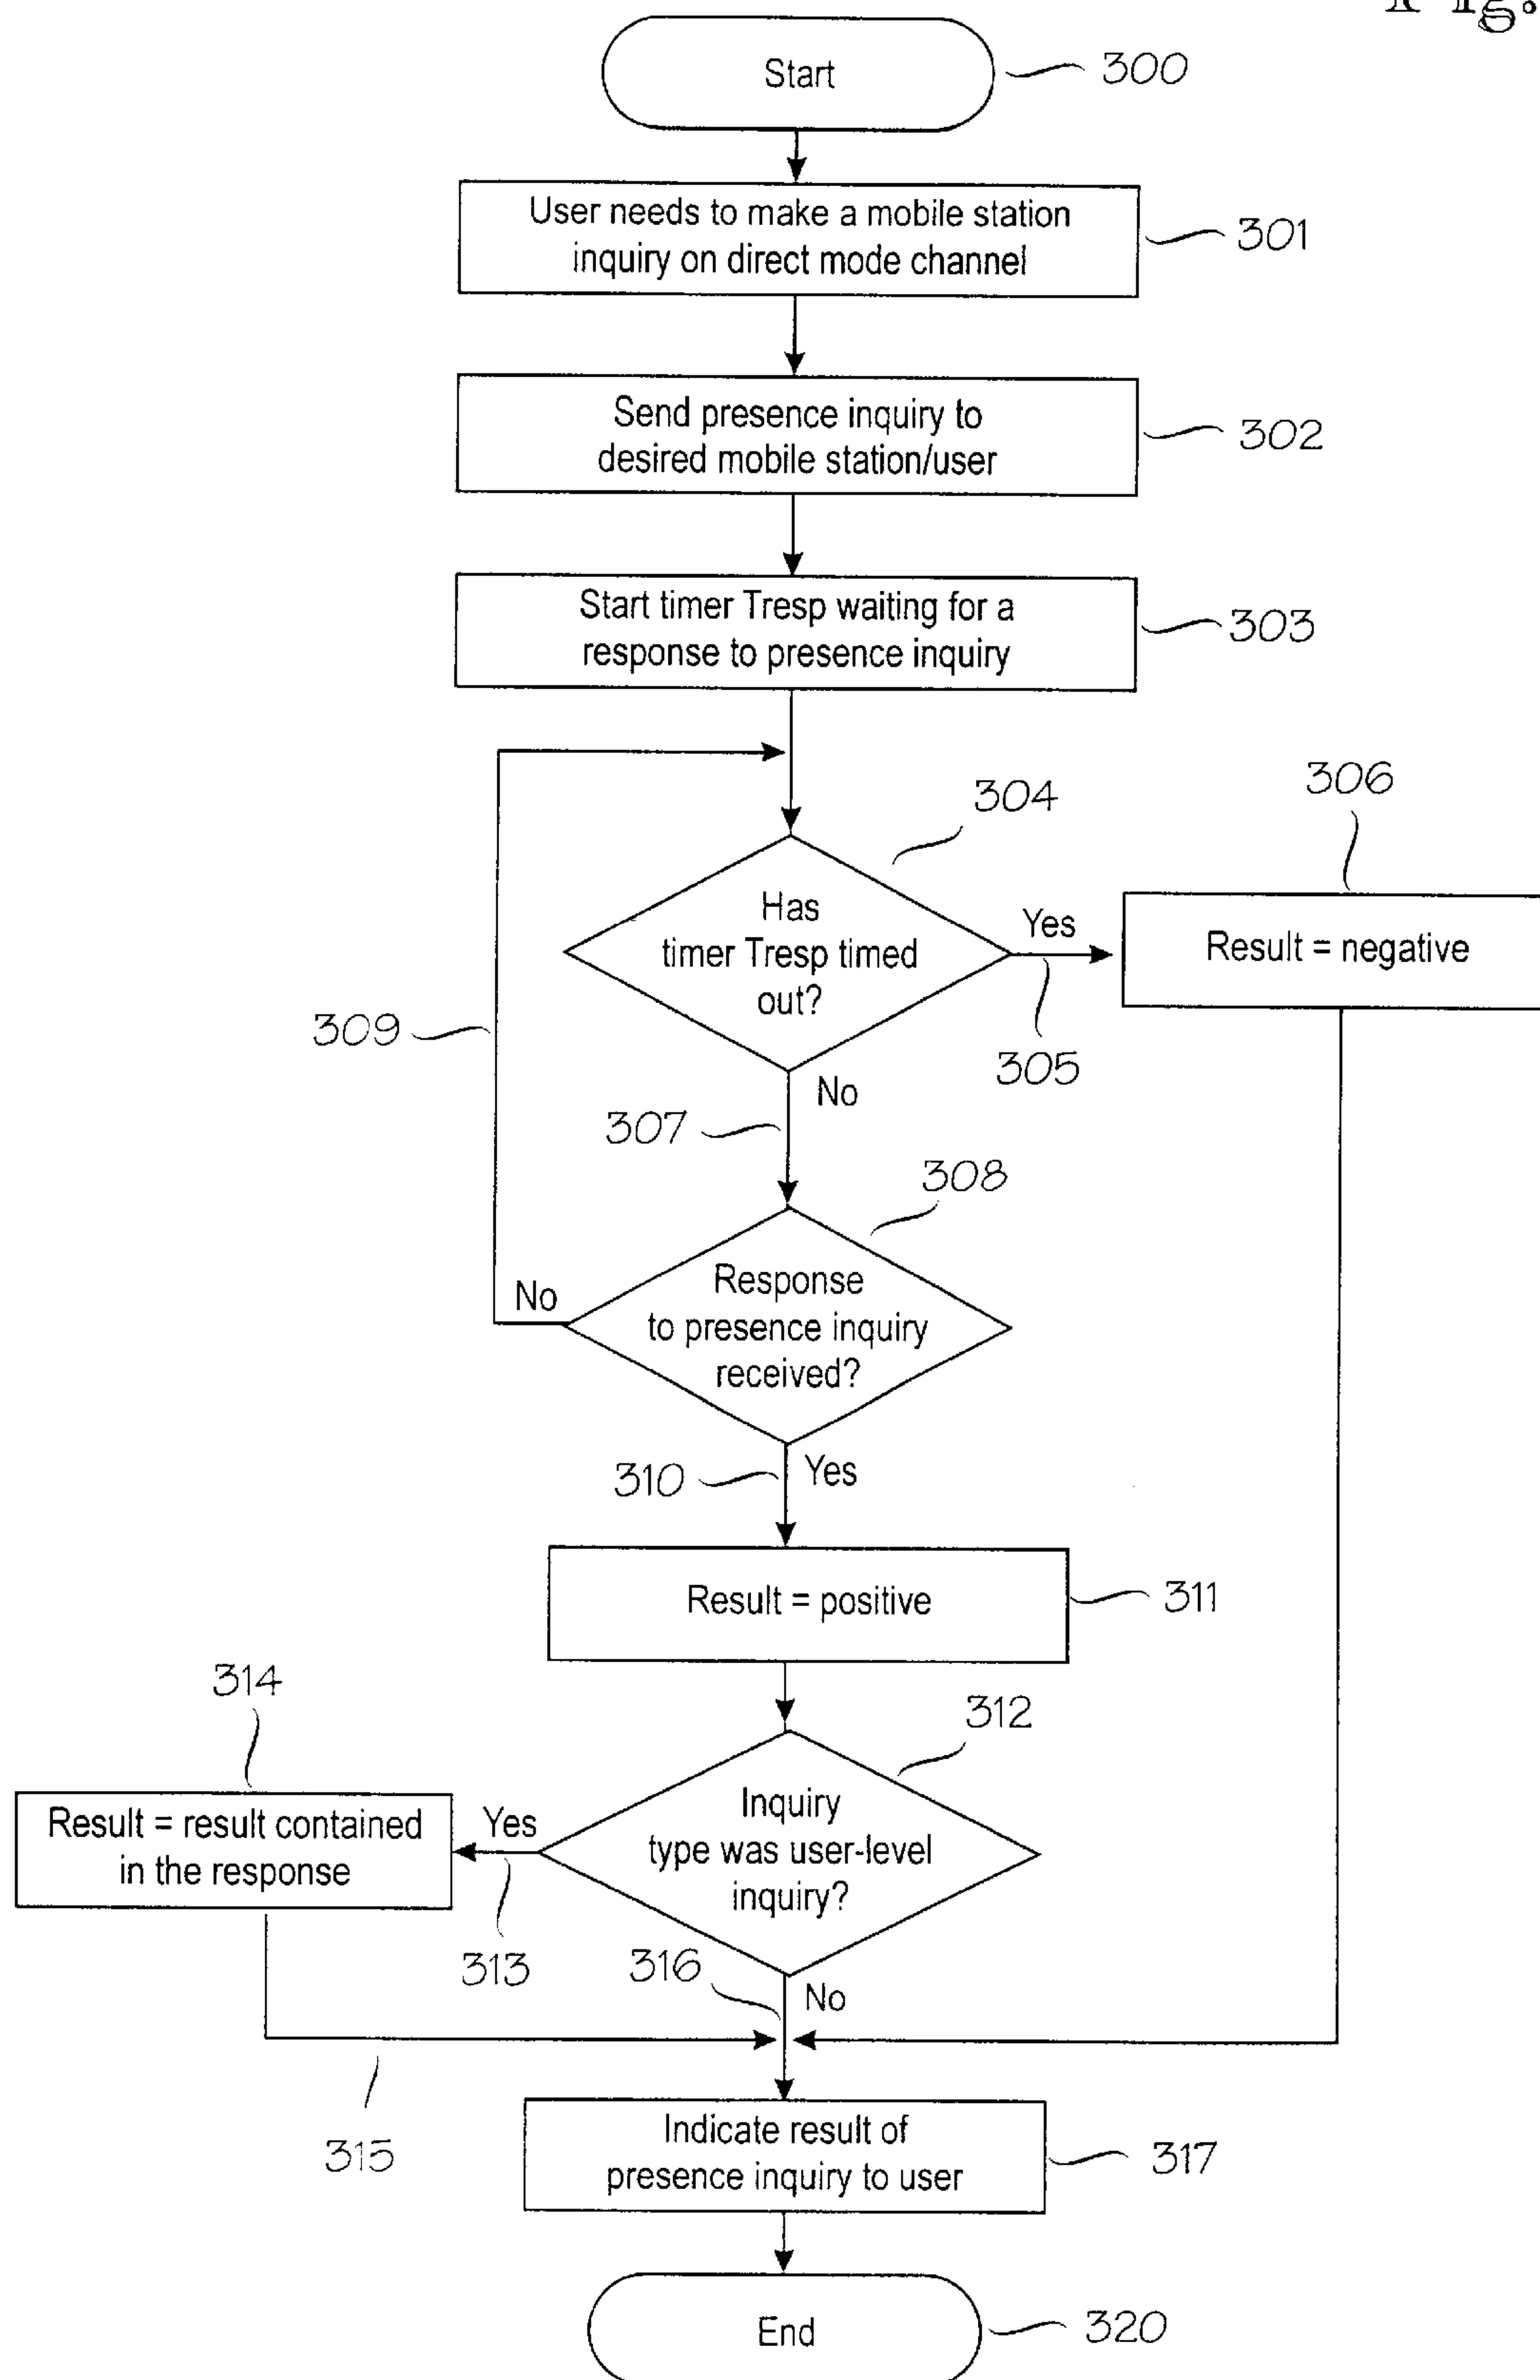 Fig.
Start
300
User needs to make a mobile station
inquiry on direct mode channel
301
Send presence inquiry to
desired mobile station/user
302
Start timer Tresp waiting for a
response to presence inquiry
303
304
306
Has
timer Tresp timed
out?
Yes
Result = negative
309
305
No
307
308
Response
to presence inquiry
received?
No
310
Yes
Result = positive
311
314
312
Result = result contained
in the response
Yes
Inquiry
type was user-level
inquiry?
313
316
No
315
Indicate result of
presence inquiry to user
317
End
320